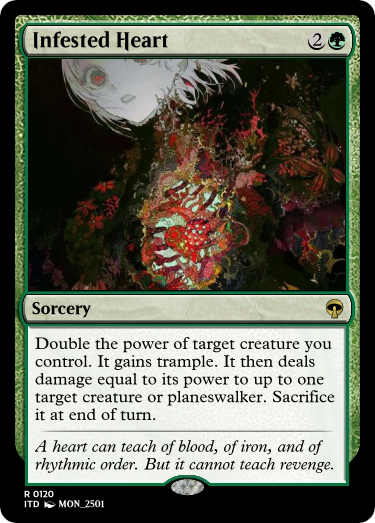 Infested Heart 2
Sorcery
Double the power of target creature you
control. It gains trample. It then deals
damage equal to its power to up to one
target creature or planeswalker. Sacrifice
it at end of turn.
A heart can teach of blood, of iron, and of
rhythmic order. But it cannot teach revenge.
R 0120
ITD MON_2501